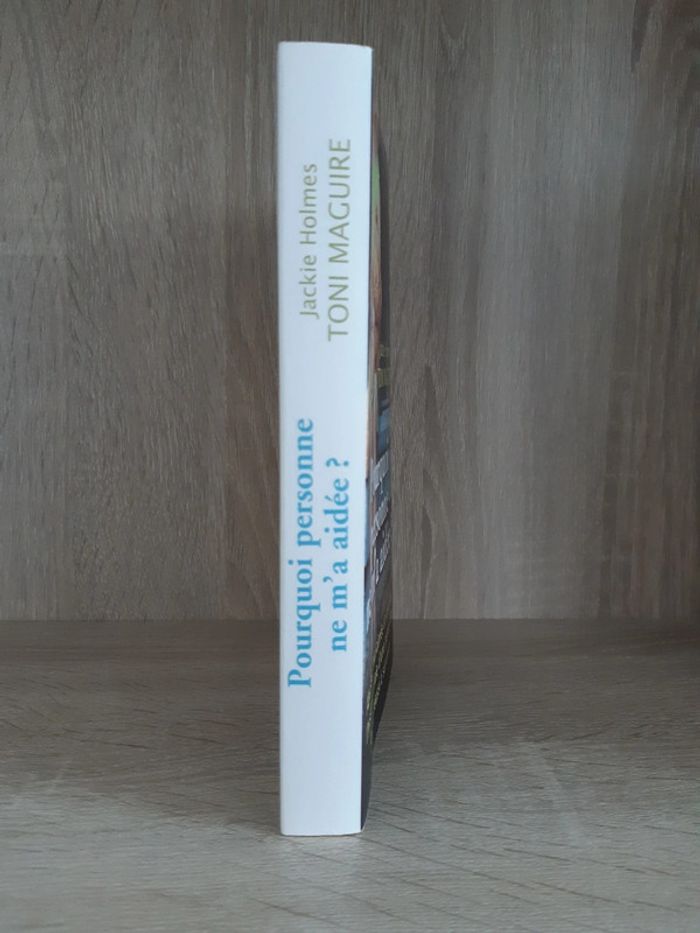 Jackie Holmes
TONI MAGUIRE
Pourquoi personne
ne m'a aidée ?